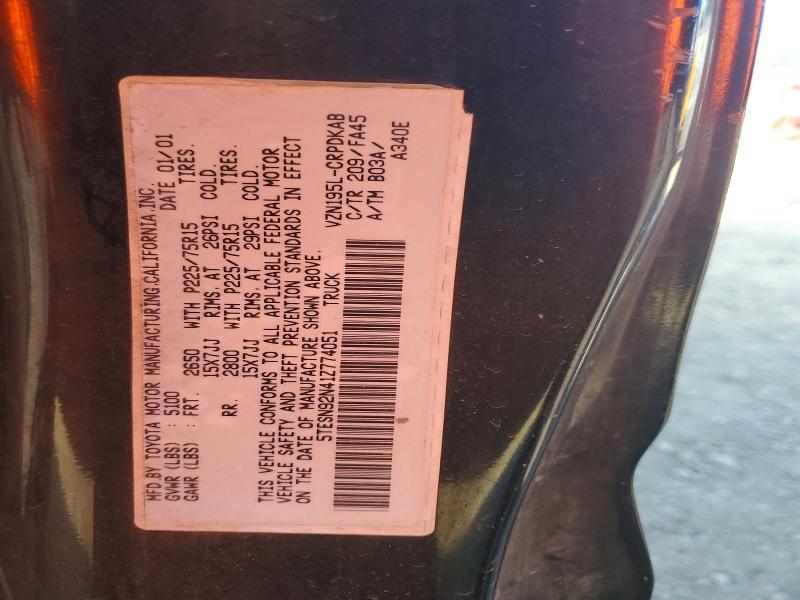 MFD.BY TOYOTA MOTOR MANUFACTURING.CALIFORNIA.INC.
GVWR (LBS) : 5100 DATE 01/01
GAWR (LBS) : FRT. 2650 WITH P225/75R15 TIRES.
15X7JJ RIMS. AT 26PSI COLD.
RR. 2800 WITH P225/75R15 TIRES.
15X7JJ RIMS. AT 29PSI COLD.
THIS VEHICLE CONFORMS TO ALL APPLICABLE FEDERAL MOTOR
VEHICLE SAFETY AND THEFT PREVENTION STANDARDS IN EFFECT
ON THE DATE OF MANUFACTURE SHOWN ABOVE.
5TESN92N41Z774051 TRUCK
VZN195L-CRPDKAB
C/TR 209/FA45
A/TM B03A/
A340E